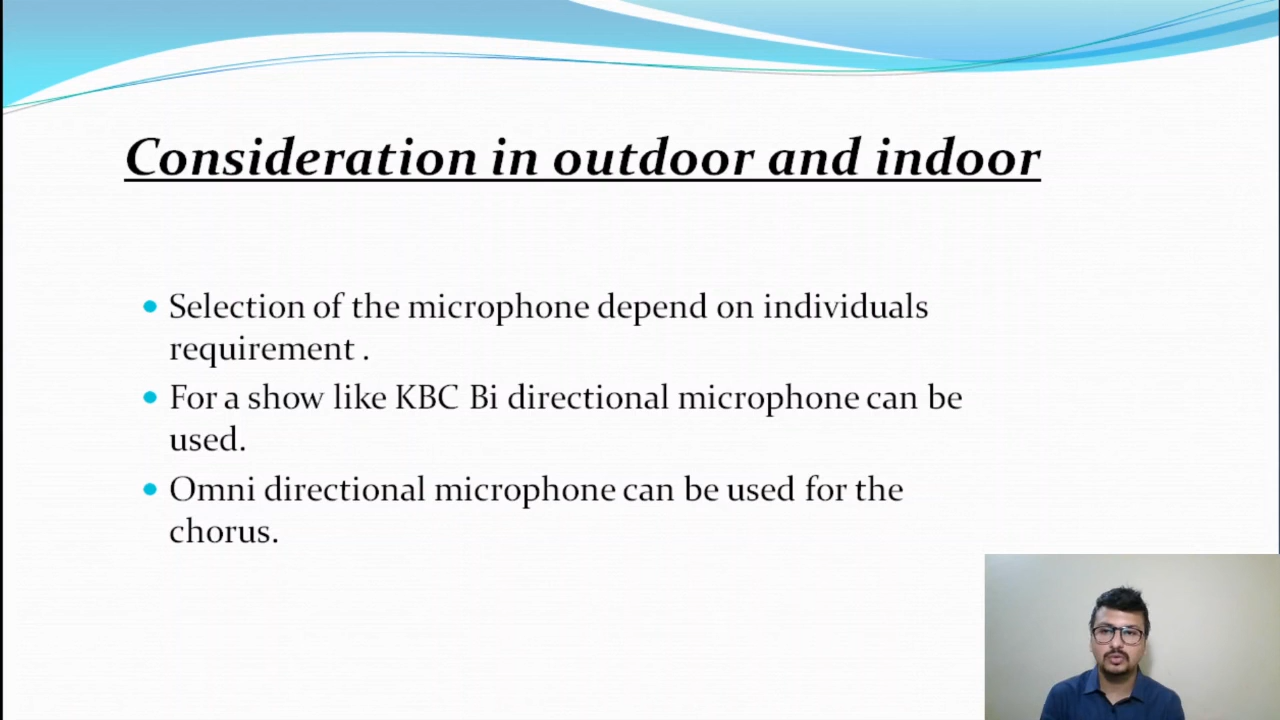 Consideration in outdoor and indoor
Selection of the microphone depend on individuals
requirement .
For a show like KBC Bi directional microphone can be
used.
Omni directional microphone can be used for the
chorus.